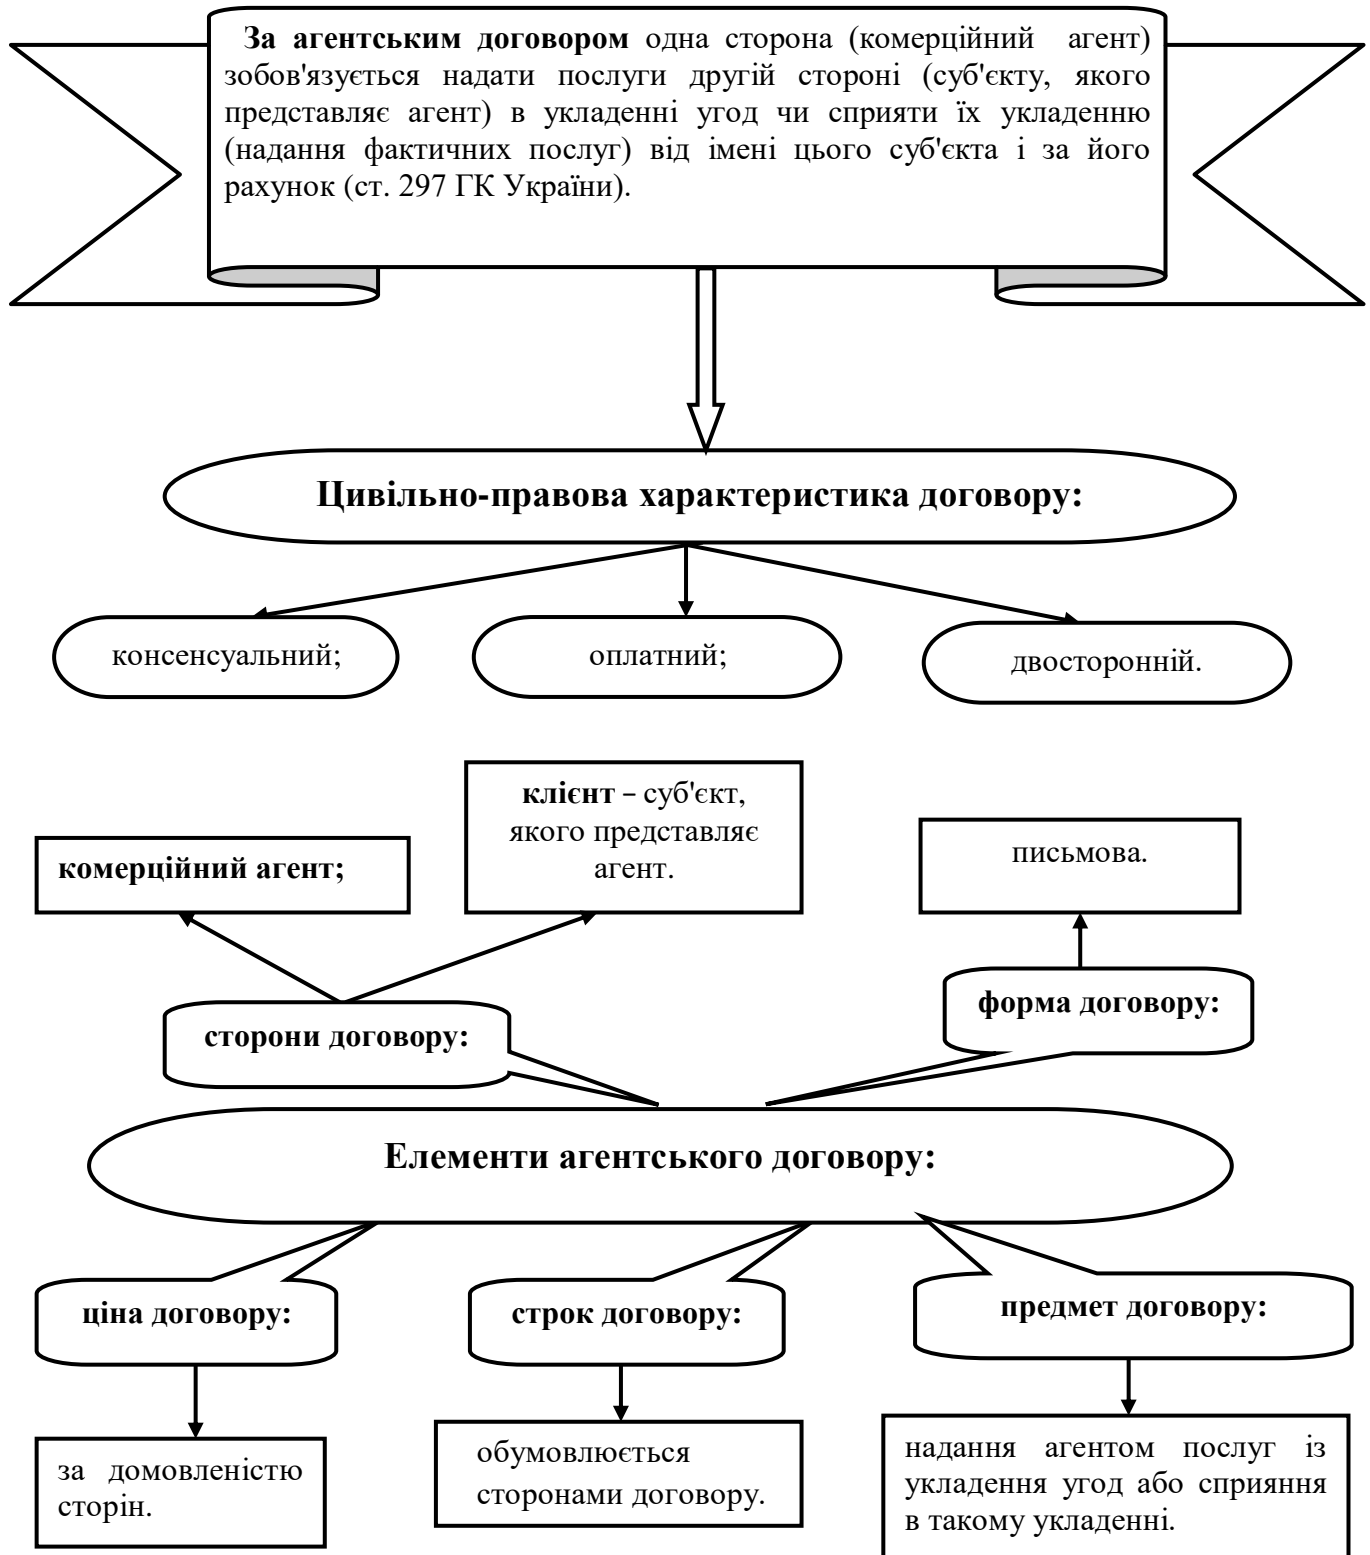 За агентським договором одна сторона (комерційний агент)
зобов'язується надати послуги другій стороні (суб'єкту, якого
представляє агент) в укладенні угод чи сприяти їх укладенню
(надання фактичних послуг) від імені цього суб'єкта і за його
рахунок (ст. 297 ГК України).
Цивільно-правова характеристика договору:
консенсуальний;
оплатний;
двосторонній.
комерційний агент;
клієнт – суб'єкт,
якого представляє
агент.
письмова.
сторони договору:
форма договору:
Елементи агентського договору:
ціна договору:
строк договору:
предмет договору:
за домовленістю
сторін.
обумовлюється
сторонами договору.
надання агентом послуг із
укладення угод або сприяння
в такому укладенні.